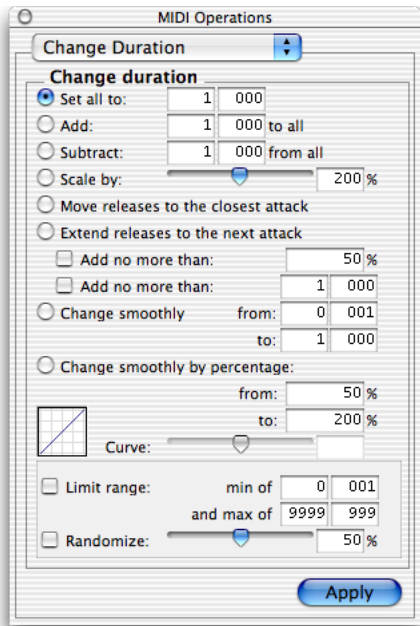 MIDI Operations
Change Duration
Change duration
Set all to: 1 000
Add: 1 000 to all
Subtract: 1 000 from all
Scale by: 200 %
Move releases to the closest attack
Extend releases to the next attack
Add no more than: 50 %
Add no more than: 1 000
Change smoothly from: 0 001
to: 1 000
Change smoothly by percentage:
from: 50 %
to: 200 %
Curve:
Limit range: min of 0 001
and max of 9999 999
Randomize: 50 %
Apply